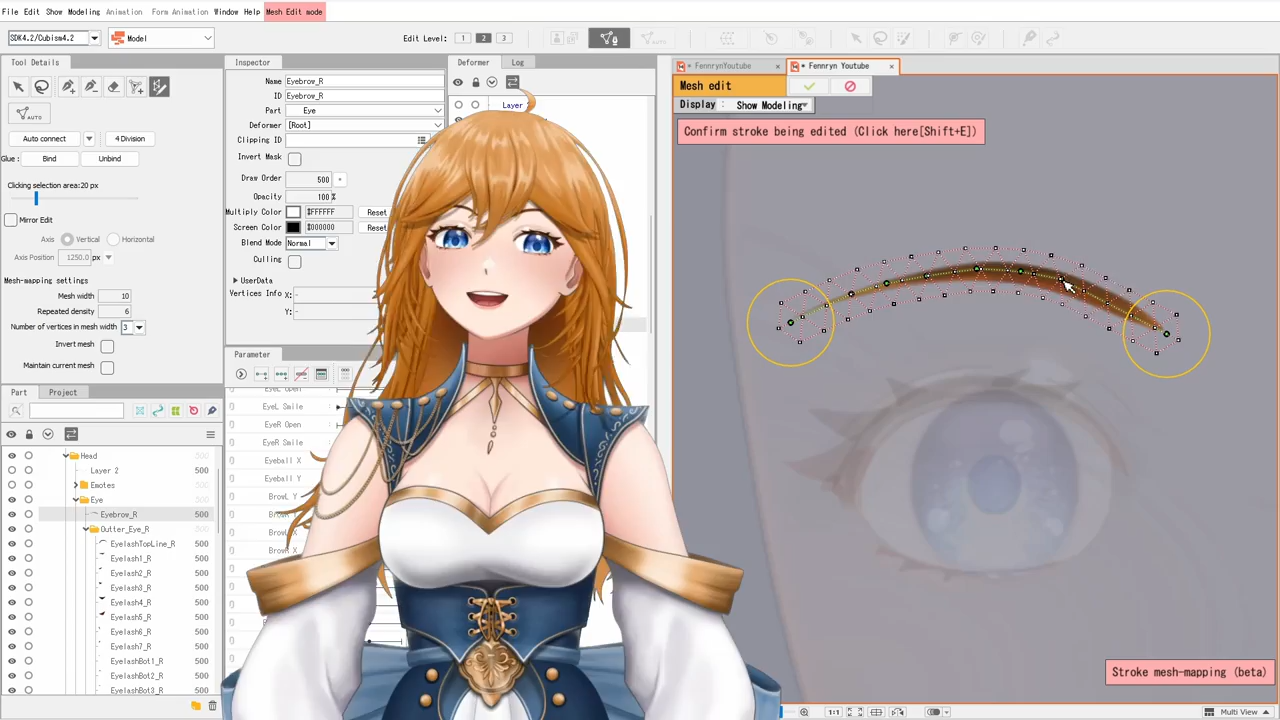 File Edit Show Modeling Animation Form Animation Window Help Mesh Edit mode
SDK4.2/Cubism4.2 Model Edit Level: 1 2 3
Tool Details
Inspector
Deformer Log
* FennrynYoutube × * Fennryn Youtube ×
Mesh edit
Display : Show Modeling
Confirm stroke being edited (Click here[Shift+E])
AUTO
Auto connect 4 Division
Glue : Bind Unbind
Clicking selection area:20 px
Mirror Edit
Axis Vertical Horizontal
Axis Position 1250.0 px
Mesh-mapping settings
Mesh width 10
Repeated density 6
Number of vertices in mesh width 3
Invert mesh
Maintain current mesh
Name Eyebrow_R
ID Eyebrow_R
Part Eye
Deformer [Root]
Clipping ID
Invert Mask
Draw Order 500
Opacity 100%
Multiply Color #FFFFFF Reset
Screen Color #000000 Reset
Blend Mode Normal
Culling
UserData
Vertices Info X: -
Y: -
Layer
Parameter
EyeL Open
EyeL Smile
EyeR Open
EyeR Smile
Eyeball X
Eyeball Y
BrowL Y
Part Project
Head 500
Layer 2 500
Emotes 500
Eye 500
Eyebrow_R 500
Outter_Eye_R 500
EyelashTopLine_R 500
Eyelash1_R 500
Eyelash2_R 500
Eyelash3_R 500
Eyelash4_R 500
Eyelash5_R 500
Eyelash6_R 500
Eyelash7_R 500
EyelashBot1_R 500
EyelashBot2_R 500
EyelashBot3_R 500
Stroke mesh-mapping (beta)
1:1 Multi View